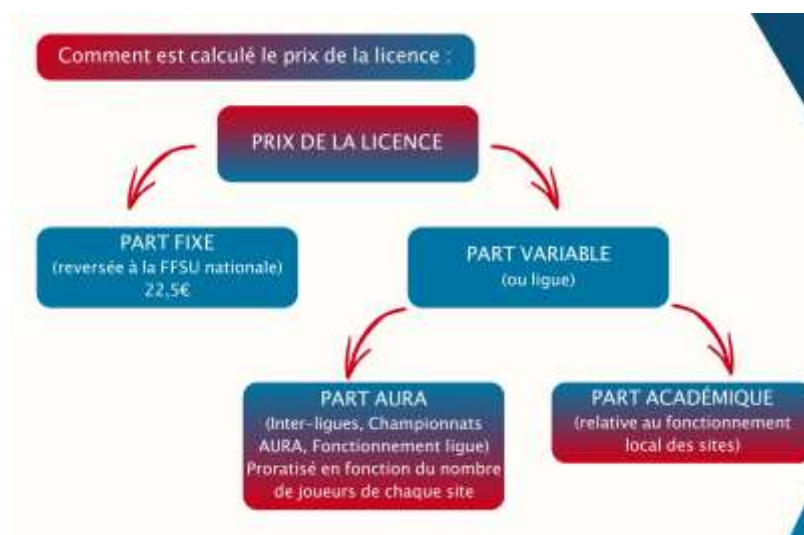 Comment est calculé le prix de la licence :
PRIX DE LA LICENCE
PART FIXE
(reversée à la FFSU nationale)
22,5€
PART VARIABLE
(ou ligue)
PART AURA
(Inter-ligues, Championnats
AURA, Fonctionnement ligue)
Proratisé en fonction du nombre
de joueurs de chaque site
PART ACADÉMIQUE
(relative au fonctionnement
local des sites)